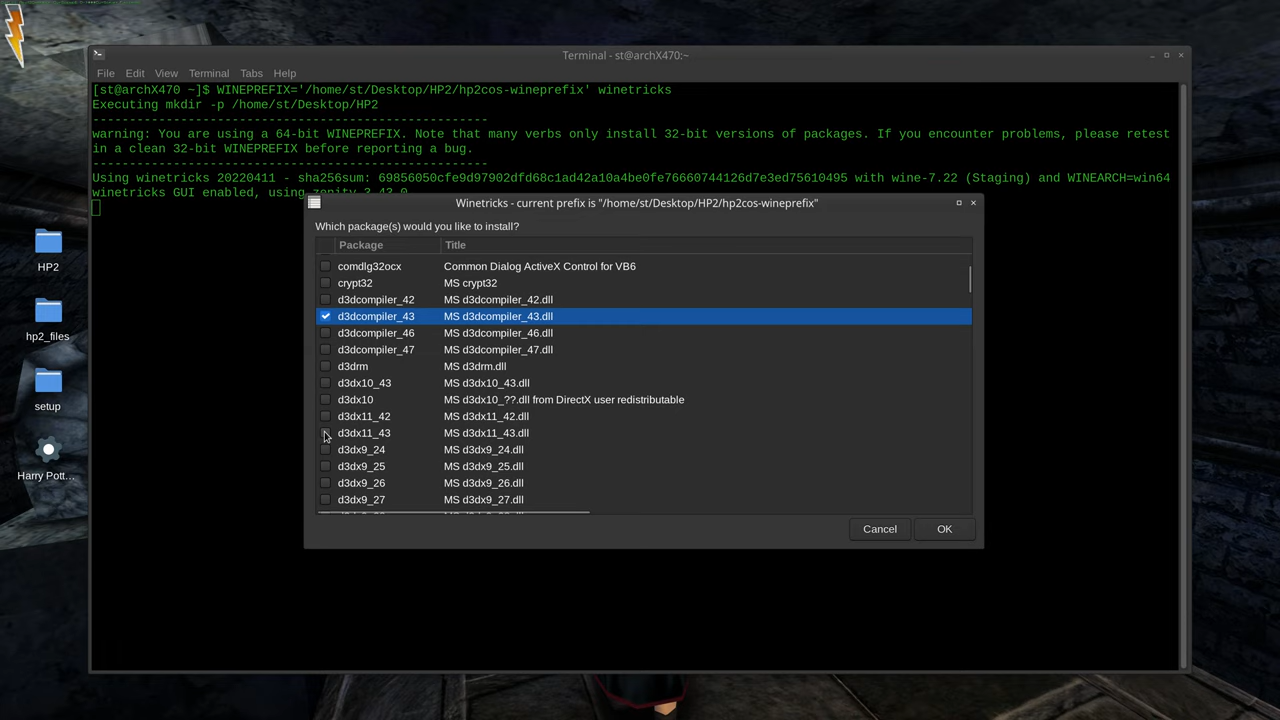 Terminal - st@archX470:~
File Edit View Terminal Tabs Help
[st@archX470 ~]$ WINEPREFIX='/home/st/Desktop/HP2/hp2cos-wineprefix' winetricks
Executing mkdir -p /home/st/Desktop/HP2
------------------------------------------------------
warning: You are using a 64-bit WINEPREFIX. Note that many verbs only install 32-bit versions of packages. If you encounter problems, please retest
in a clean 32-bit WINEPREFIX before reporting a bug.
------------------------------------------------------
Using winetricks 20220411 - sha256sum: 69856050cfe9d97902dfd68c1ad42a10a4be0fe76660744126d7e3ed75610495 with wine-7.22 (Staging) and WINEARCH=win64
winetricks GUI enabled, using zenity 3.43.0
Winetricks - current prefix is "/home/st/Desktop/HP2/hp2cos-wineprefix"
Which package(s) would you like to install?
Package Title
comdlg32ocx Common Dialog ActiveX Control for VB6
crypt32 MS crypt32
d3dcompiler_42 MS d3dcompiler_42.dll
d3dcompiler_43 MS d3dcompiler_43.dll
d3dcompiler_46 MS d3dcompiler_46.dll
d3dcompiler_47 MS d3dcompiler_47.dll
d3drm MS d3drm.dll
d3dx10_43 MS d3dx10_43.dll
d3dx10 MS d3dx10_??.dll from DirectX user redistributable
d3dx11_42 MS d3dx11_42.dll
d3dx11_43 MS d3dx11_43.dll
d3dx9_24 MS d3dx9_24.dll
d3dx9_25 MS d3dx9_25.dll
d3dx9_26 MS d3dx9_26.dll
d3dx9_27 MS d3dx9_27.dll
Cancel OK
HP2
hp2_files
setup
Harry Pott...